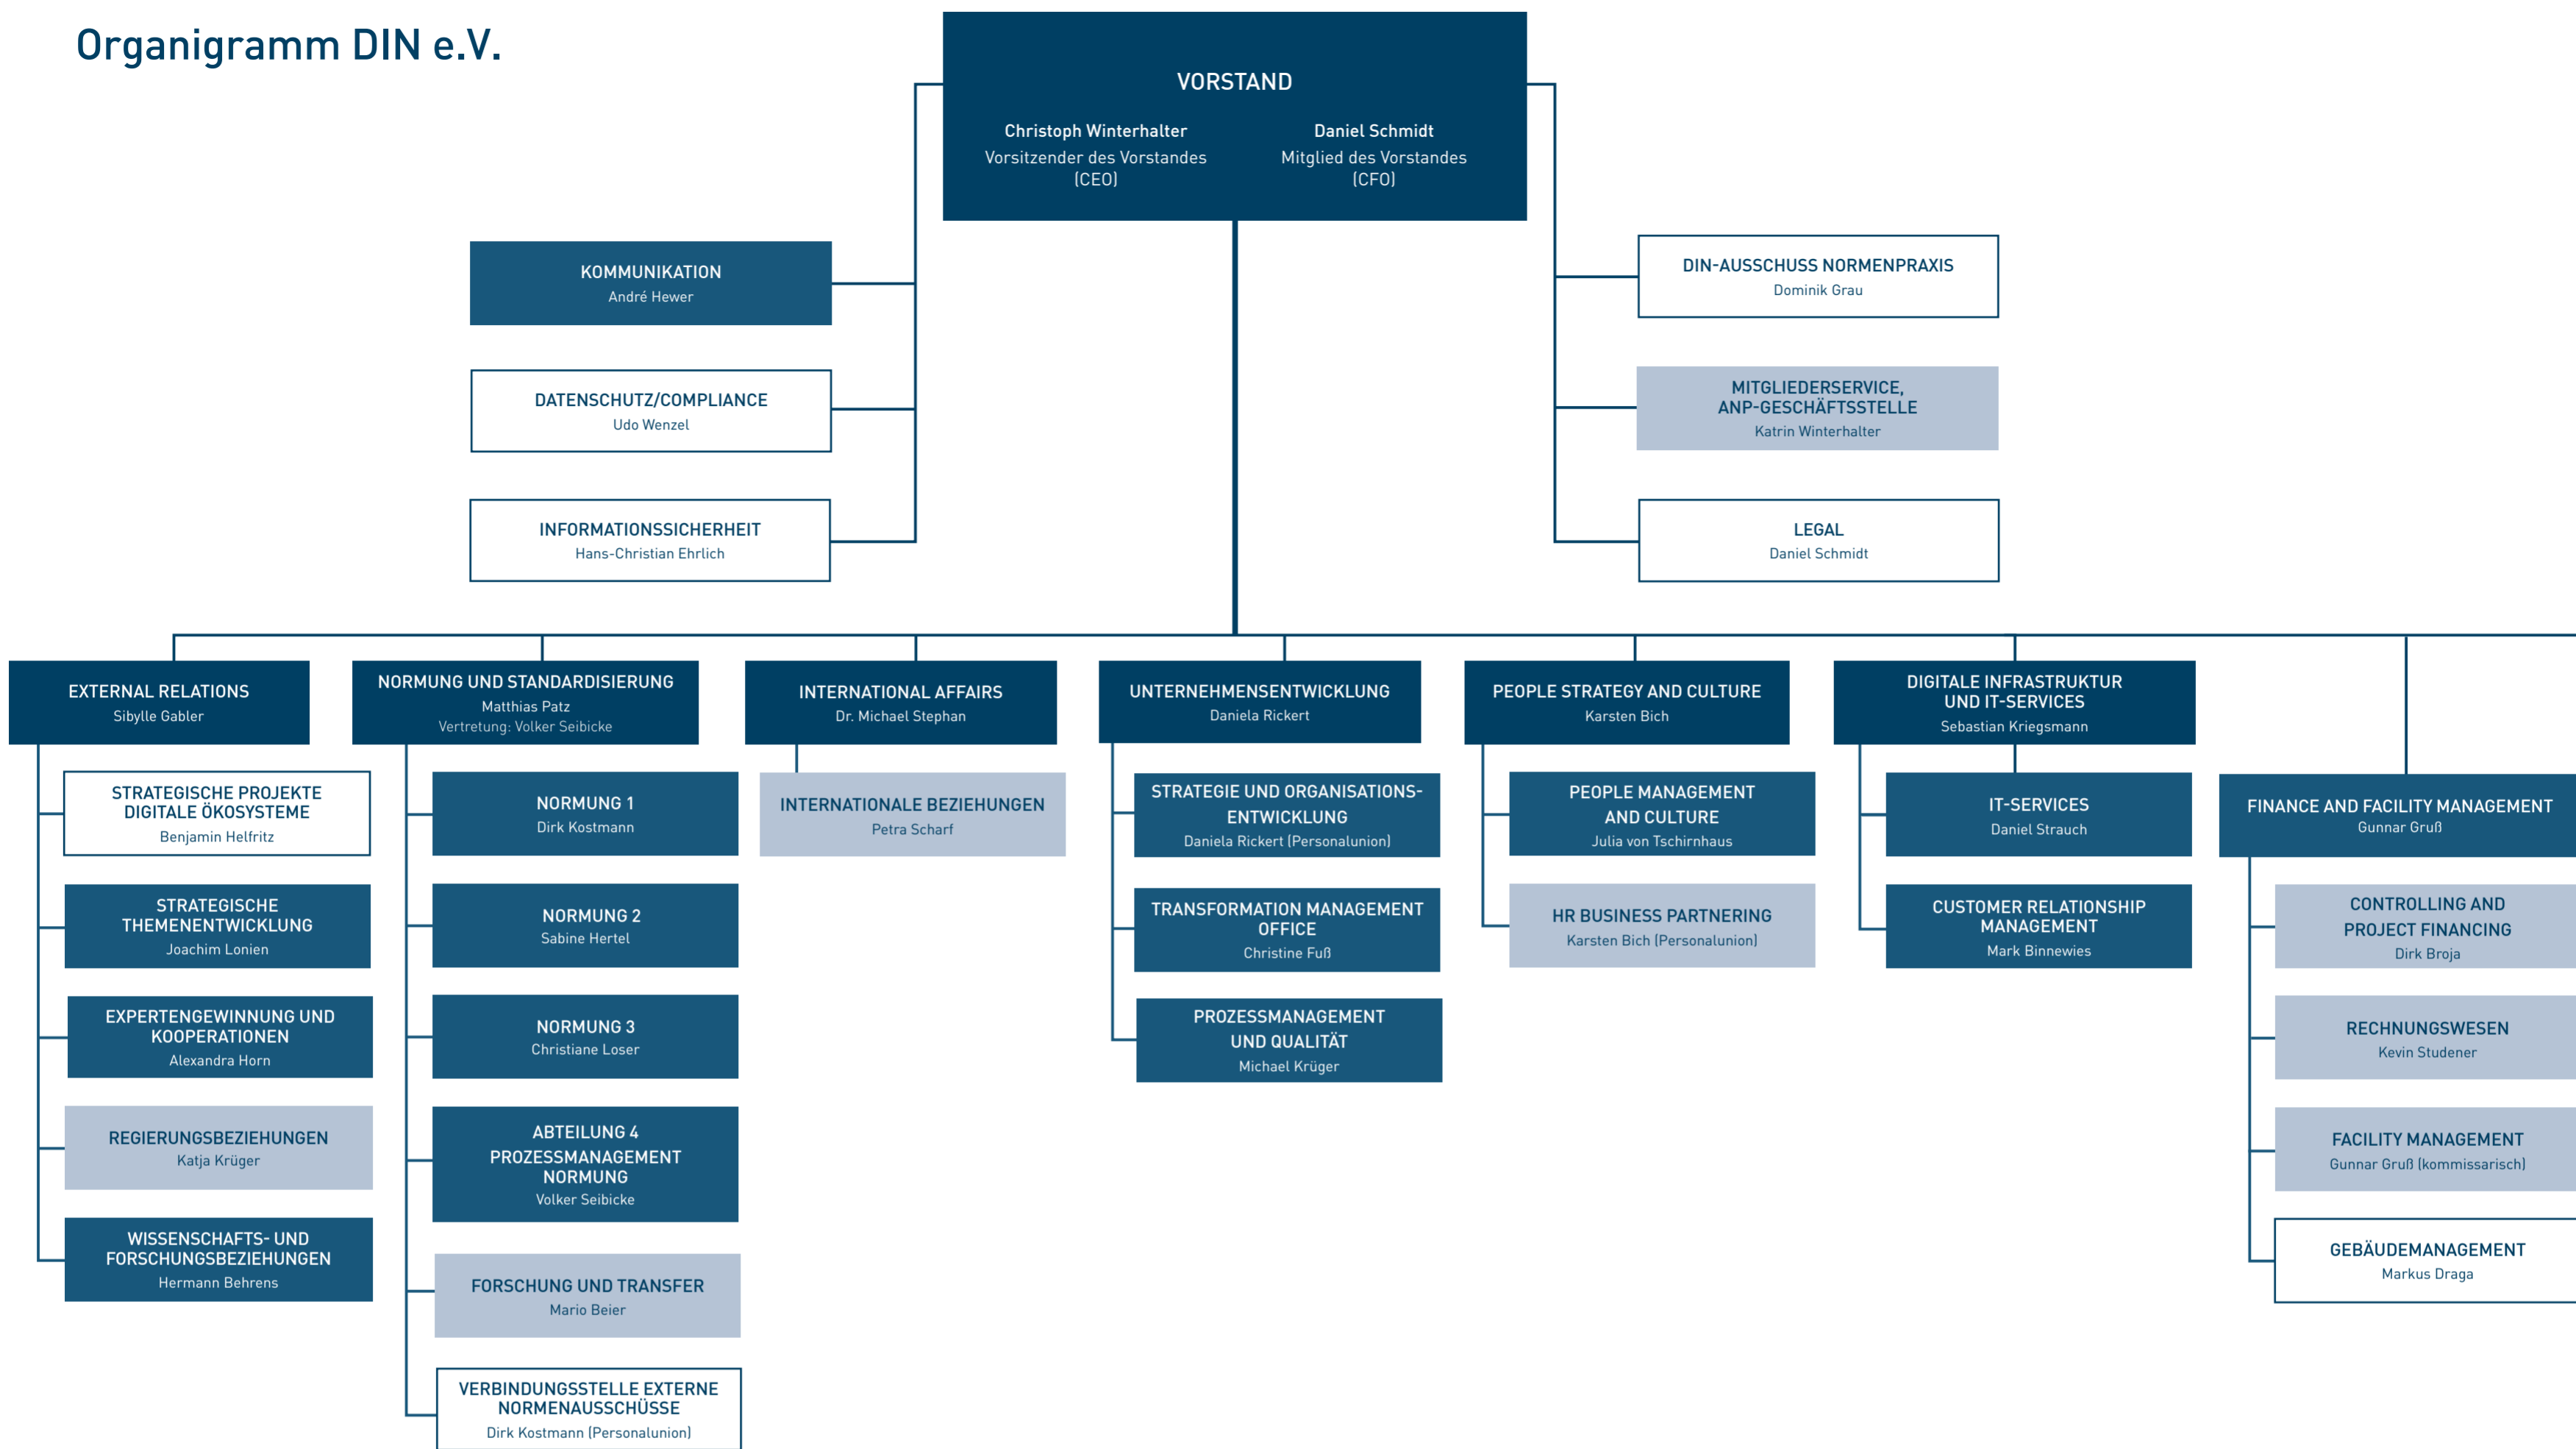 Organigramm DIN e.V.
VORSTAND
Christoph Winterhalter
Vorsitzender des Vorstandes
(CEO)
Daniel Schmidt
Mitglied des Vorstandes
(CFO)
KOMMUNIKATION
André Hewer
DATENSCHUTZ/COMPLIANCE
Udo Wenzel
INFORMATIONSSICHERHEIT
Hans-Christian Ehrlich
DIN-AUSSCHUSS NORMENPRAXIS
Dominik Grau
MITGLIEDERSERVICE,
ANP-GESCHÄFTSSTELLE
Katrin Winterhalter
LEGAL
Daniel Schmidt
EXTERNAL RELATIONS
Sibylle Gabler
STRATEGISCHE PROJEKTE
DIGITALE ÖKOSYSTEME
Benjamin Helfritz
STRATEGISCHE
THEMENENTWICKLUNG
Joachim Lonien
EXPERTENGEWINNUNG UND
KOOPERATIONEN
Alexandra Horn
REGIERUNGSBEZIEHUNGEN
Katja Krüger
WISSENSCHAFTS- UND
FORSCHUNGSBEZIEHUNGEN
Hermann Behrens
NORMUNG UND STANDARDISIERUNG
Matthias Patz
Vertretung: Volker Seibicke
NORMUNG 1
Dirk Kostmann
NORMUNG 2
Sabine Hertel
NORMUNG 3
Christiane Loser
ABTEILUNG 4
PROZESSMANAGEMENT
NORMUNG
Volker Seibicke
FORSCHUNG UND TRANSFER
Mario Beier
VERBINDUNGSSTELLE EXTERNE
NORMENAUSSCHÜSSE
Dirk Kostmann (Personalunion)
INTERNATIONAL AFFAIRS
Dr. Michael Stephan
INTERNATIONALE BEZIEHUNGEN
Petra Scharf
UNTERNEHMENSENTWICKLUNG
Daniela Rickert
STRATEGIE UND ORGANISATIONS-
ENTWICKLUNG
Daniela Rickert (Personalunion)
TRANSFORMATION MANAGEMENT
OFFICE
Christine Fuß
PROZESSMANAGEMENT
UND QUALITÄT
Michael Krüger
PEOPLE STRATEGY AND CULTURE
Karsten Bich
PEOPLE MANAGEMENT
AND CULTURE
Julia von Tschirnhaus
HR BUSINESS PARTNERING
Karsten Bich (Personalunion)
DIGITALE INFRASTRUKTUR
UND IT-SERVICES
Sebastian Kriegsmann
IT-SERVICES
Daniel Strauch
CUSTOMER RELATIONSHIP
MANAGEMENT
Mark Binnewies
FINANCE AND FACILITY MANAGEMENT
Gunnar Gruß
CONTROLLING AND
PROJECT FINANCING
Dirk Broja
RECHNUNGSWESEN
Kevin Studener
FACILITY MANAGEMENT
Gunnar Gruß (kommissarisch)
GEBÄUDEMANAGEMENT
Markus Draga